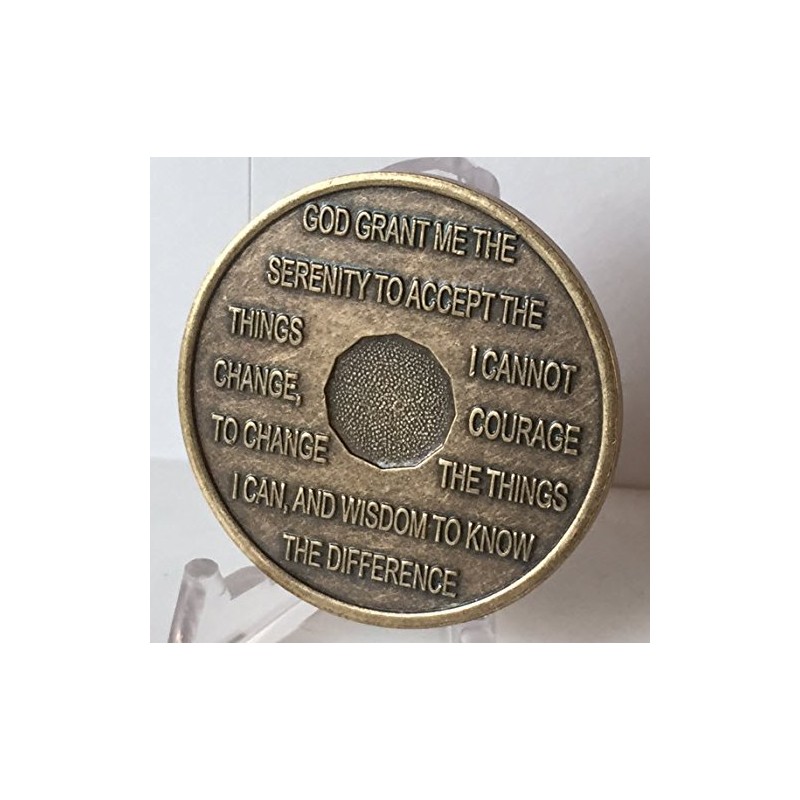 GOD GRANT ME THE
SERENITY TO ACCEPT THE
THINGS I CANNOT
CHANGE, COURAGE
TO CHANGE THE THINGS
I CAN, AND WISDOM TO KNOW
THE DIFFERENCE